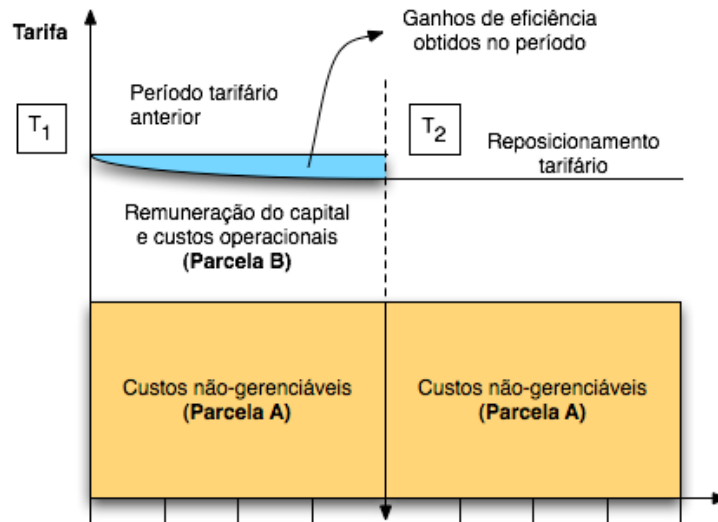 Tarifa
Ganhos de eficiência
obtidos no período
Período tarifário
anterior
T1
T2
Reposicionamento
tarifário
Remuneração do capital
e custos operacionais
(Parcela B)
Custos não-gerenciáveis
(Parcela A)
Custos não-gerenciáveis
(Parcela A)